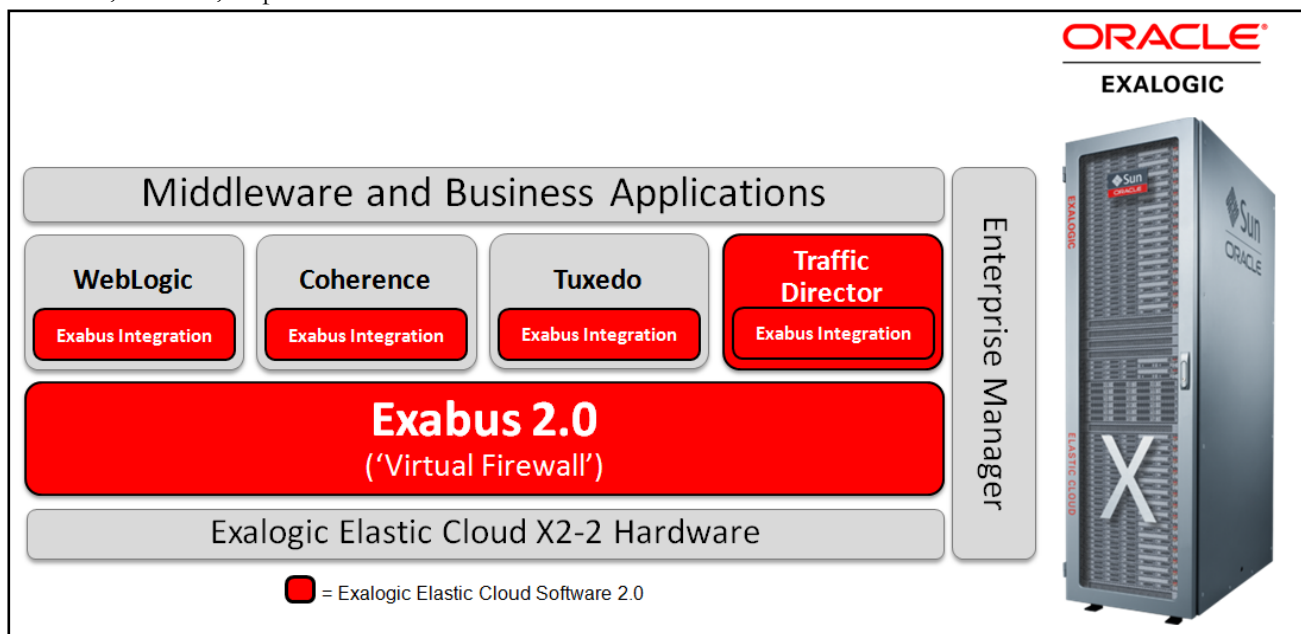 ORACLE®
EXALOGIC
Middleware and Business Applications
WebLogic
Exabus Integration
Coherence
Exabus Integration
Tuxedo
Exabus Integration
Traffic
Director
Exabus Integration
Exabus 2.0
(‘Virtual Firewall’)
Exalogic Elastic Cloud X2-2 Hardware
Enterprise Manager
= Exalogic Elastic Cloud Software 2.0
Sun
ORACLE
EXALOGIC
ELASTIC CLOUD
X
Sun
ORACLE